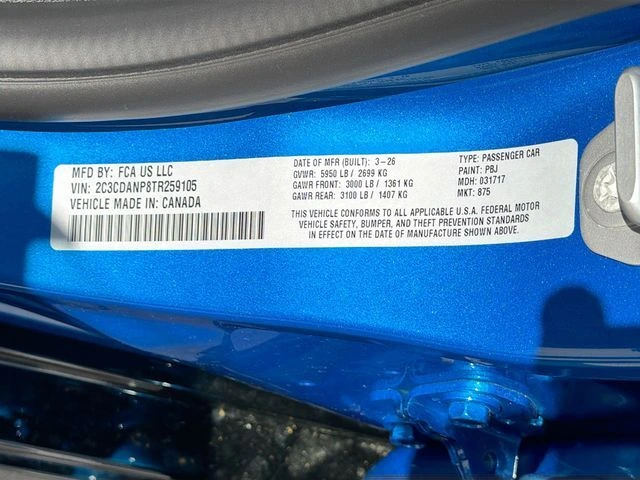 MFD BY: FCA US LLC
VIN: 2C3CDANP8TR259105
VEHICLE MADE IN: CANADA
DATE OF MFR (BUILT): 3-26
GVWR: 5950 LB / 2699 KG
GAWR FRONT: 3000 LB / 1361 KG
GAWR REAR: 3100 LB / 1407 KG
TYPE: PASSENGER CAR
PAINT: PBJ
MDH: 031717
MKT: 875
THIS VEHICLE CONFORMS TO ALL APPLICABLE U.S.A. FEDERAL MOTOR
VEHICLE SAFETY, BUMPER, AND THEFT PREVENTION STANDARDS
IN EFFECT ON THE DATE OF MANUFACTURE SHOWN ABOVE.